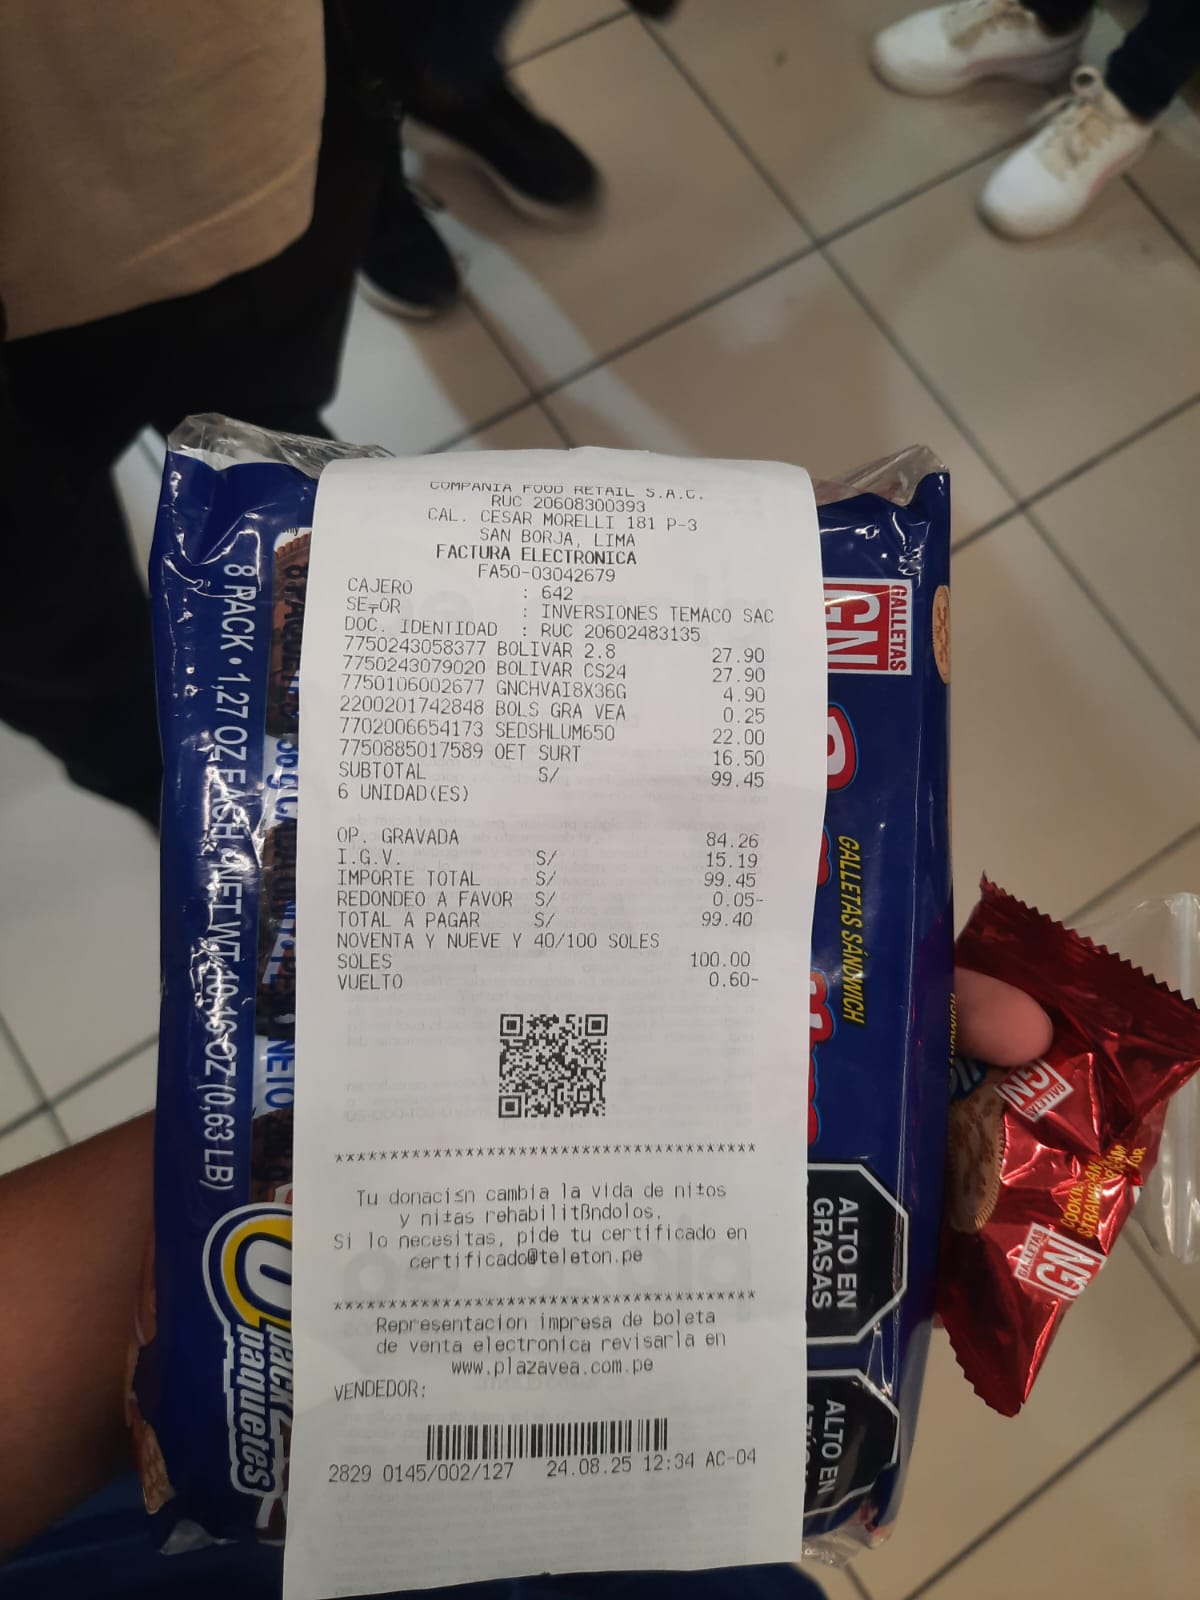 COMPANIA FOOD RETAIL S.A.C.
RUC 20608300393
CAL. CESAR MORELLI 181 P-3
SAN BORJA, LIMA
FACTURA ELECTRONICA
FA50-03042679
CAJERO : 642
SE╤OR : INVERSIONES TEMACO SAC
DOC. IDENTIDAD : RUC 20602483135
7750243058377 BOLIVAR 2.8 27.90
7750243079020 BOLIVAR CS24 27.90
7750106002677 GNCHVAI8X36G 4.90
2200201742848 BOLS GRA VEA 0.25
7702006654173 SEDSHLUM650 22.00
7750885017589 OET SURT 16.50
SUBTOTAL S/ 99.45
6 UNIDAD(ES)
OP. GRAVADA 84.26
I.G.V. S/ 15.19
IMPORTE TOTAL S/ 99.45
REDONDEO A FAVOR S/ 0.05-
TOTAL A PAGAR S/ 99.40
NOVENTA Y NUEVE Y 40/100 SOLES
SOLES 100.00
VUELTO 0.60-
*****************************************
Tu donaci≤n cambia la vida de ni±os
y ni±as rehabilitßndolos.
Si lo necesitas, pide tu certificado en
certificado@teleton.pe
*****************************************
Representacion impresa de boleta
de venta electronica revisarla en
www.plazavea.com.pe
VENDEDOR:
2829 0145/002/127 24.08.25 12:34 AC-04
8 PACK • 1,27 OZ EACH • NET WT 10,16 OZ (0,63 LB)
8
pack
paquetes
GALLETAS
GN
GALLETAS SÁNDWICH
ALTO EN
GRASAS
ALTO EN
GN
GALLETAS
COOKIE
GALLETAS
GN